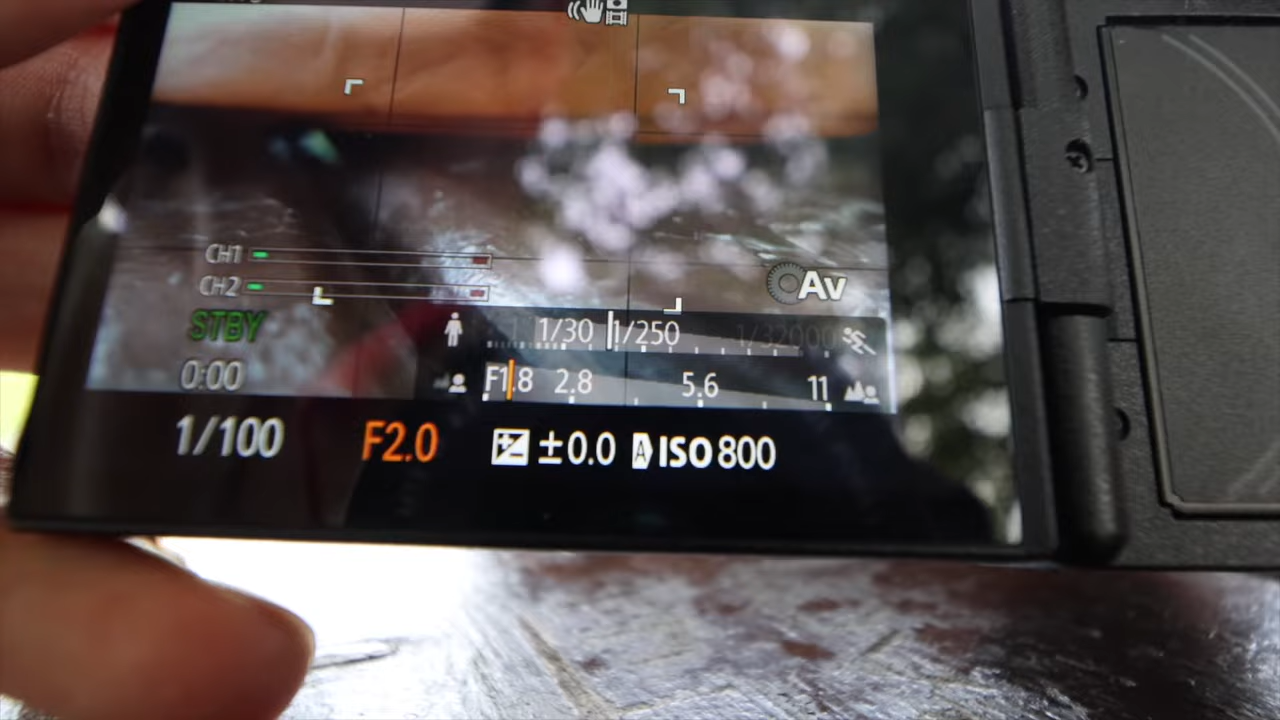 CH1
CH2
Av
STBY
1/30 1/250 1/32000
0:00
F1.8 2.8 5.6 11
1/100 F2.0 ±0.0 A ISO 800